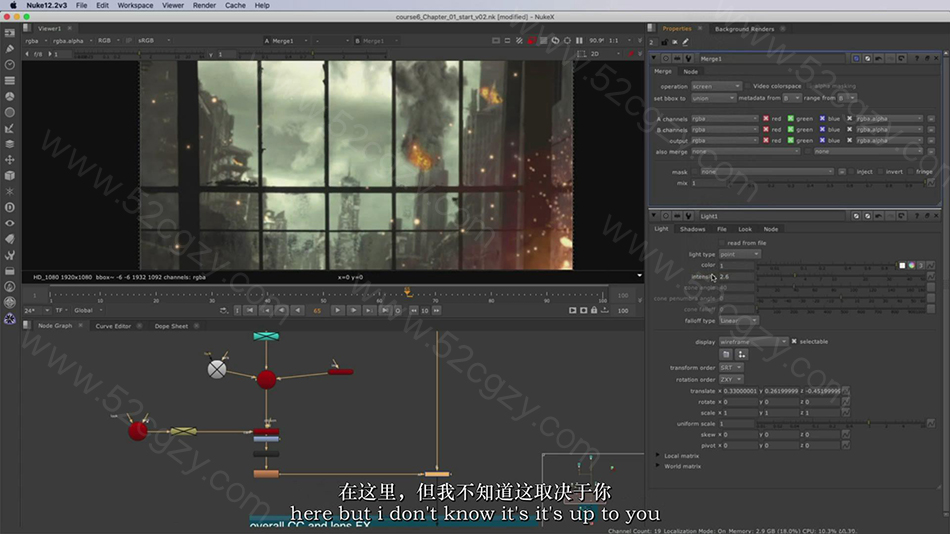 Nuke12.2v3 Edit Workspace Viewer Render Cache Help
course6_Chapter_01_start_v02.nk [modified] - NukeX
Viewer1
rgba rgba.alpha RGB sRGB A Merge1 B Merge1 90.9% 1:1
f/8 1 Y 1 2D
HD_1080 1920x1080 bbox: -6 -6 1932 1092 channels: rgba x=0 y=0
24* TF Global 65 10 100
Node Graph Curve Editor Dope Sheet
overall CC and lens FX
Properties Background Renders
2
Merge1
Merge Node
operation screen Video colorspace alpha masking
set bbox to union metadata from B range from B
A channels rgba red green blue rgba.alpha
B channels rgba red green blue rgba.alpha
output rgba red green blue rgba.alpha
also merge none none
mask none inject invert fringe
mix 1
Light1
Light Shadows File Look Node
read from file
light type point
color 1
intensity 2.6
cone angle
cone penumbra angle
cone falloff
falloff type Linear
display wireframe selectable
transform order SRT
rotation order ZXY
translate x 0.33000001 y 0.26199999 z -0.45199999
rotate x 0 y 0 z 0
scale x 1 y 1 z 1
uniform scale 1
skew x 0 y 0 z 0
pivot x 0 y 0 z 0
Local matrix
World matrix
在这里，但我不知道这取决于你
here but i don't know it's it's up to you
Channel Count: 19 Localization Mode: On Memory: 2.9 GB (18.0%) CPU: 10.3%
www.52cgzy.com